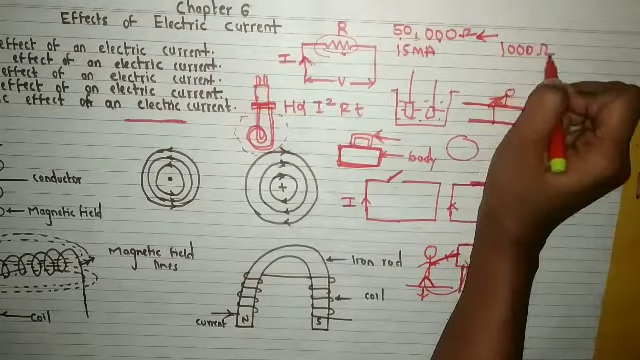 Chapter 6
Effects of Electric current
effect of an electric current.
effect of an electric current.
effect of an electric current.
effect of an electric current.
c effect of an electric current.
R
I
V
50,000Ω
15MA
1000Ω
H α I² R t
body
I
conductor
Magnetic field
Magnetic field
lines
coil
Iron rod
coil
current
N
S